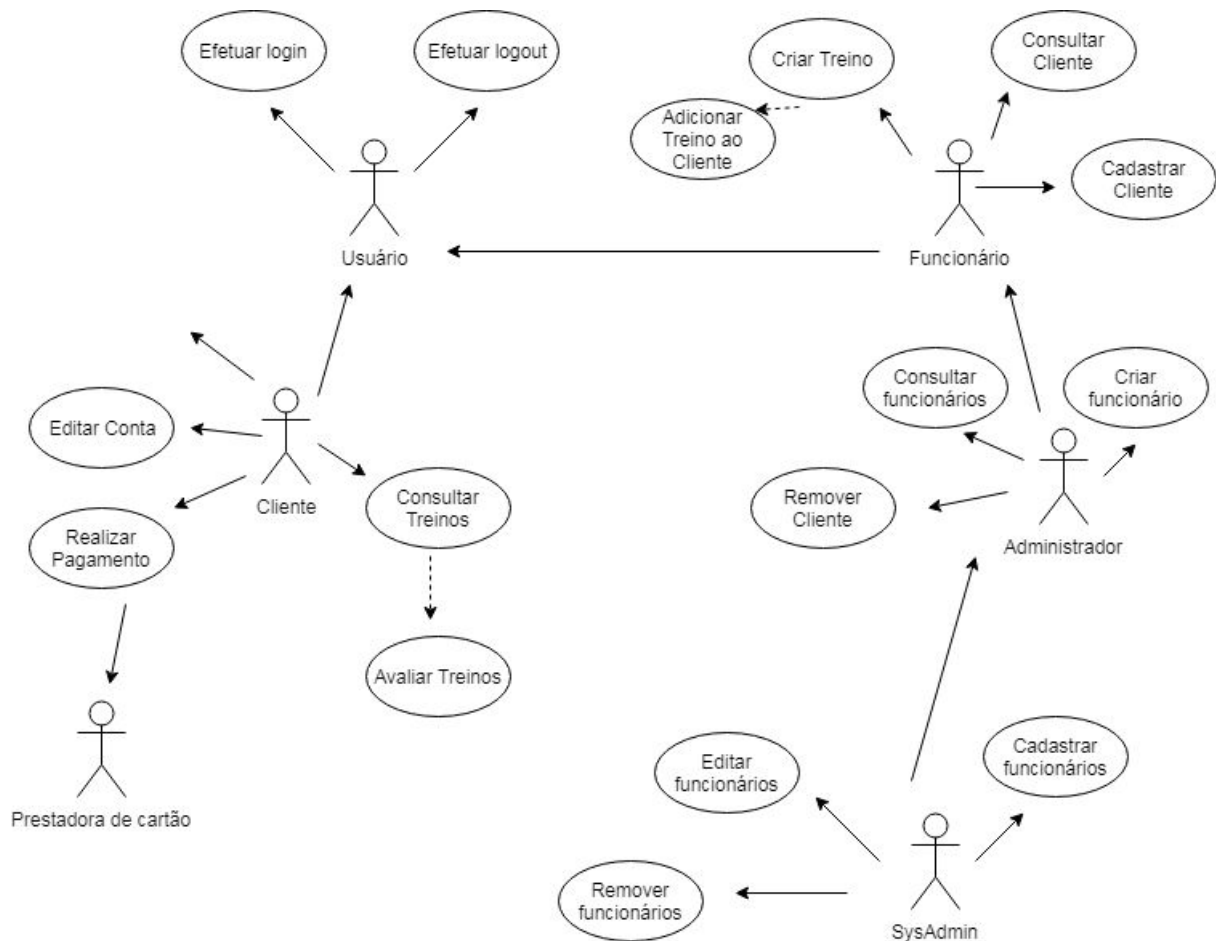 Efetuar login
Efetuar logout
Criar Treino
Consultar
Cliente
Adicionar
Treino ao
Cliente
Cadastrar
Cliente
Usuário
Funcionário
Consultar
funcionários
Criar
funcionário
Editar Conta
Cliente
Consultar
Treinos
Remover
Cliente
Realizar
Pagamento
Administrador
Avaliar Treinos
Editar
funcionários
Cadastrar
funcionários
Prestadora de cartão
Remover
funcionários
SysAdmin